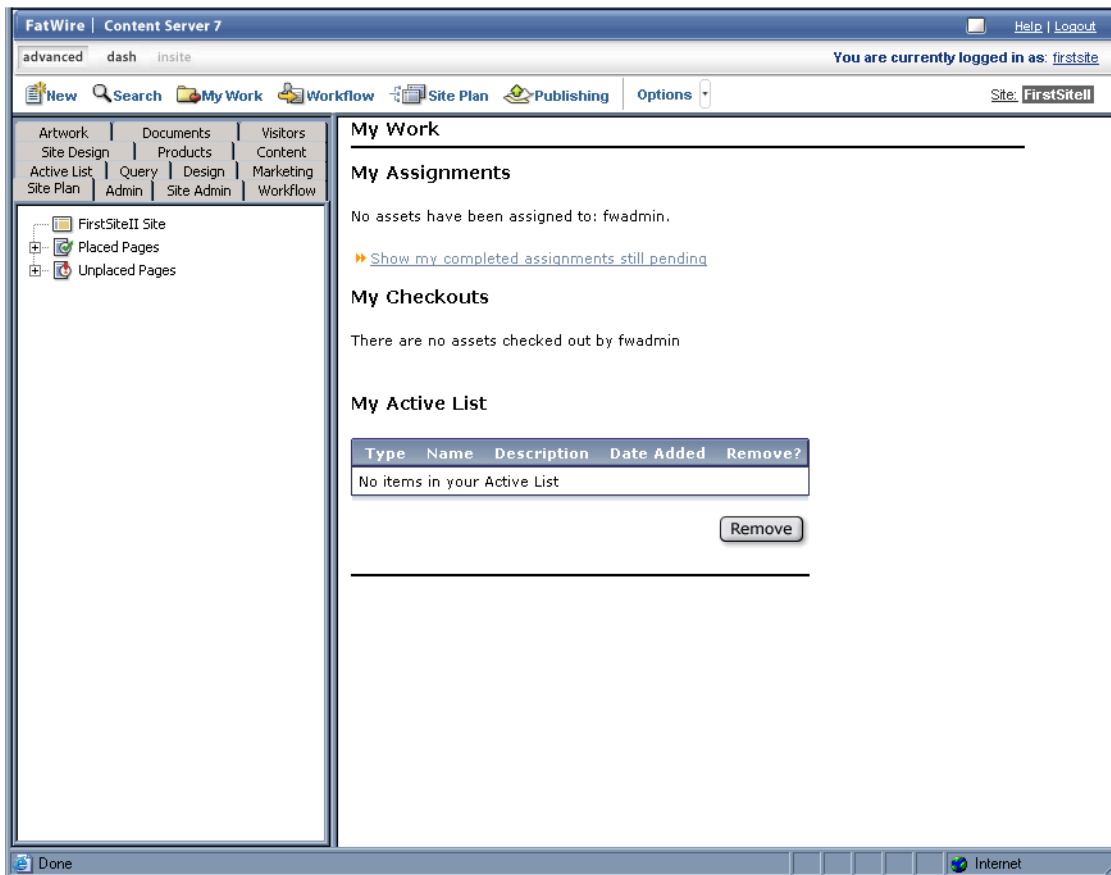 FatWire | Content Server 7
Help | Logout
advanced dash insite
You are currently logged in as: firstsite
New Search My Work Workflow Site Plan Publishing Options
Site: FirstSiteII
Artwork Documents Visitors
Site Design Products Content
Active List Query Design Marketing
Site Plan Admin Site Admin Workflow
FirstSiteII Site
Placed Pages
Unplaced Pages
My Work
My Assignments
No assets have been assigned to: fwadmin.
Show my completed assignments still pending
My Checkouts
There are no assets checked out by fwadmin
My Active List
Type Name Description Date Added Remove?
No items in your Active List
Remove
Done
Internet